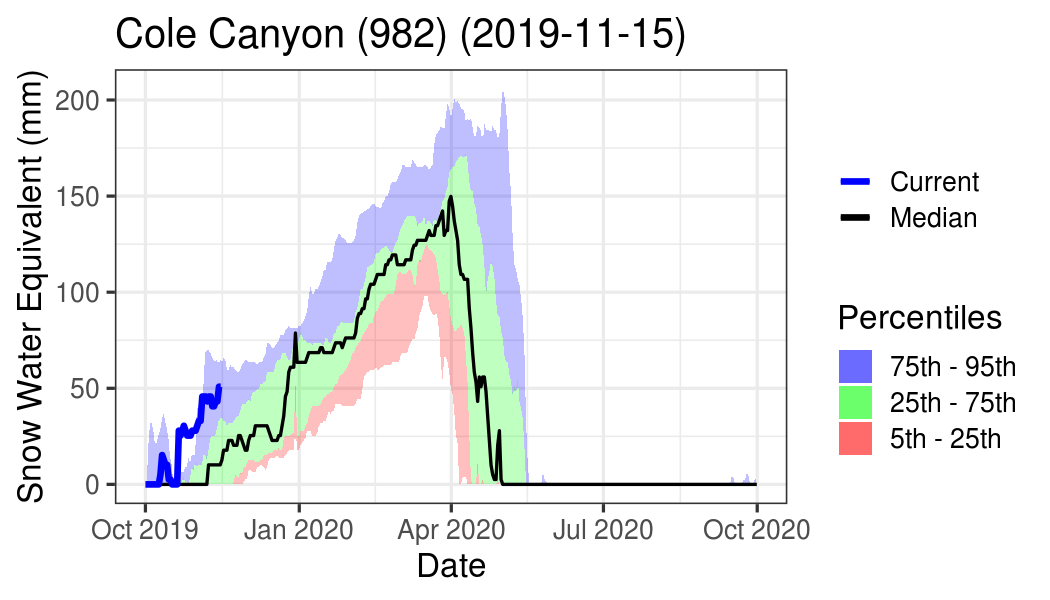 Cole Canyon (982) (2019-11-15)
Snow Water Equivalent (mm)
200
150
100
50
0
Oct 2019
Jan 2020
Apr 2020
Jul 2020
Oct 2020
Date
Current
Median
Percentiles
75th - 95th
25th - 75th
5th - 25th